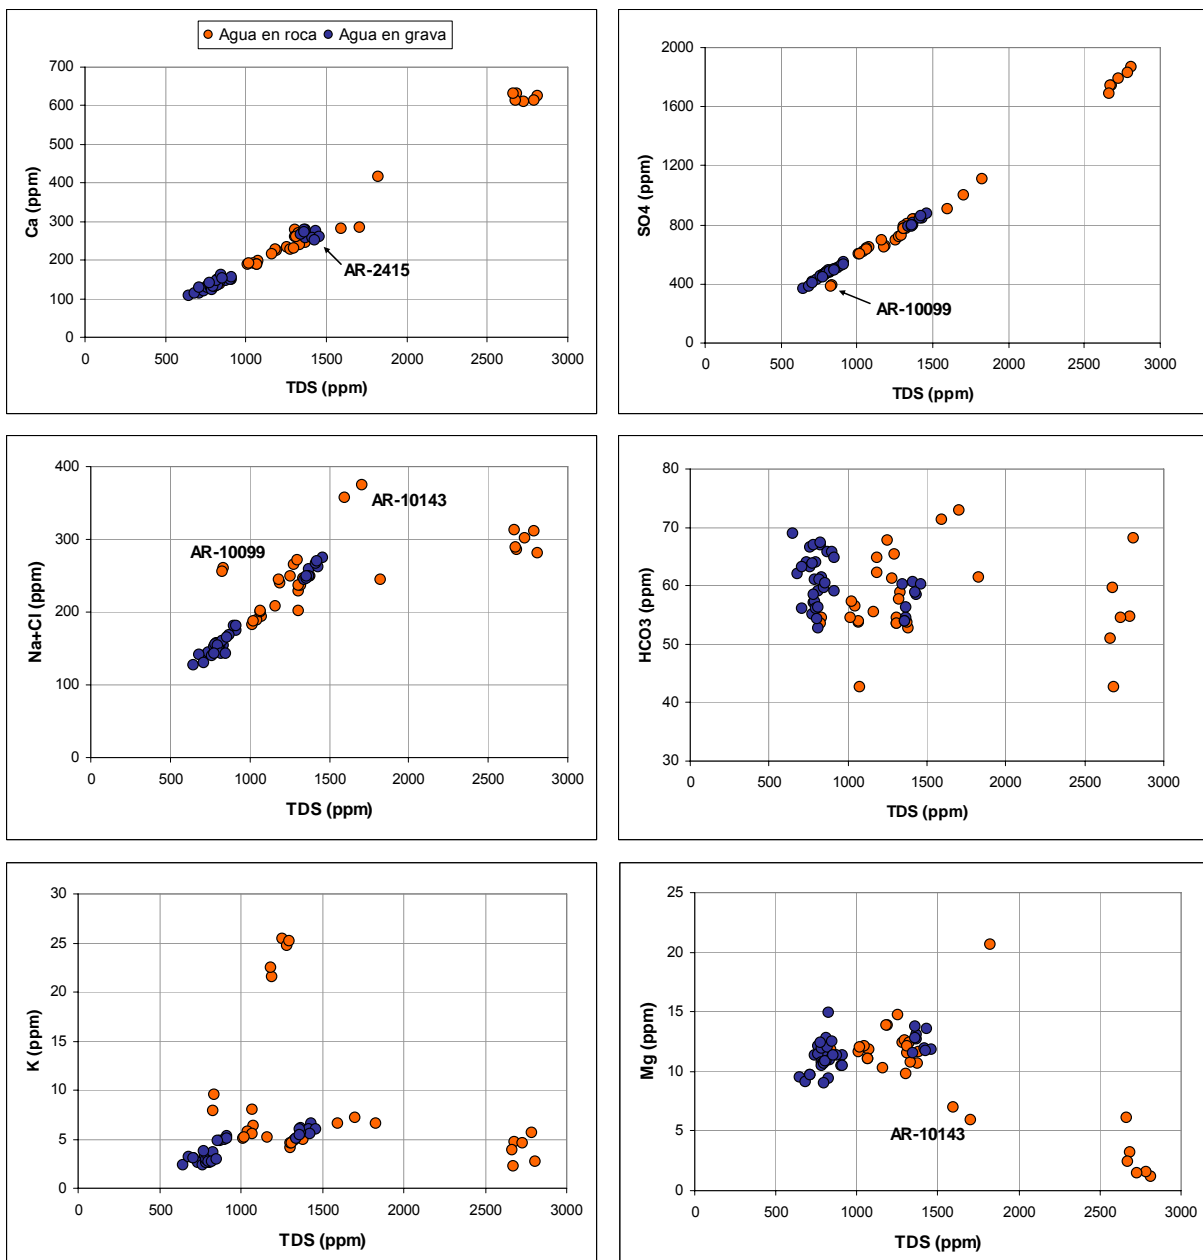 Agua en roca Agua en grava
700
600
500
400
300
200
100
0
0 500 1000 1500 2000 2500 3000
Ca (ppm)
TDS (ppm)
AR-2415
2000
1600
1200
800
400
0
0 500 1000 1500 2000 2500 3000
SO4 (ppm)
TDS (ppm)
AR-10099
400
300
200
100
0
0 500 1000 1500 2000 2500 3000
Na+Cl (ppm)
TDS (ppm)
AR-10143
AR-10099
80
70
60
50
40
30
0 500 1000 1500 2000 2500 3000
HCO3 (ppm)
TDS (ppm)
30
25
20
15
10
5
0
0 500 1000 1500 2000 2500 3000
K (ppm)
TDS (ppm)
25
20
15
10
5
0
0 500 1000 1500 2000 2500 3000
Mg (ppm)
TDS (ppm)
AR-10143